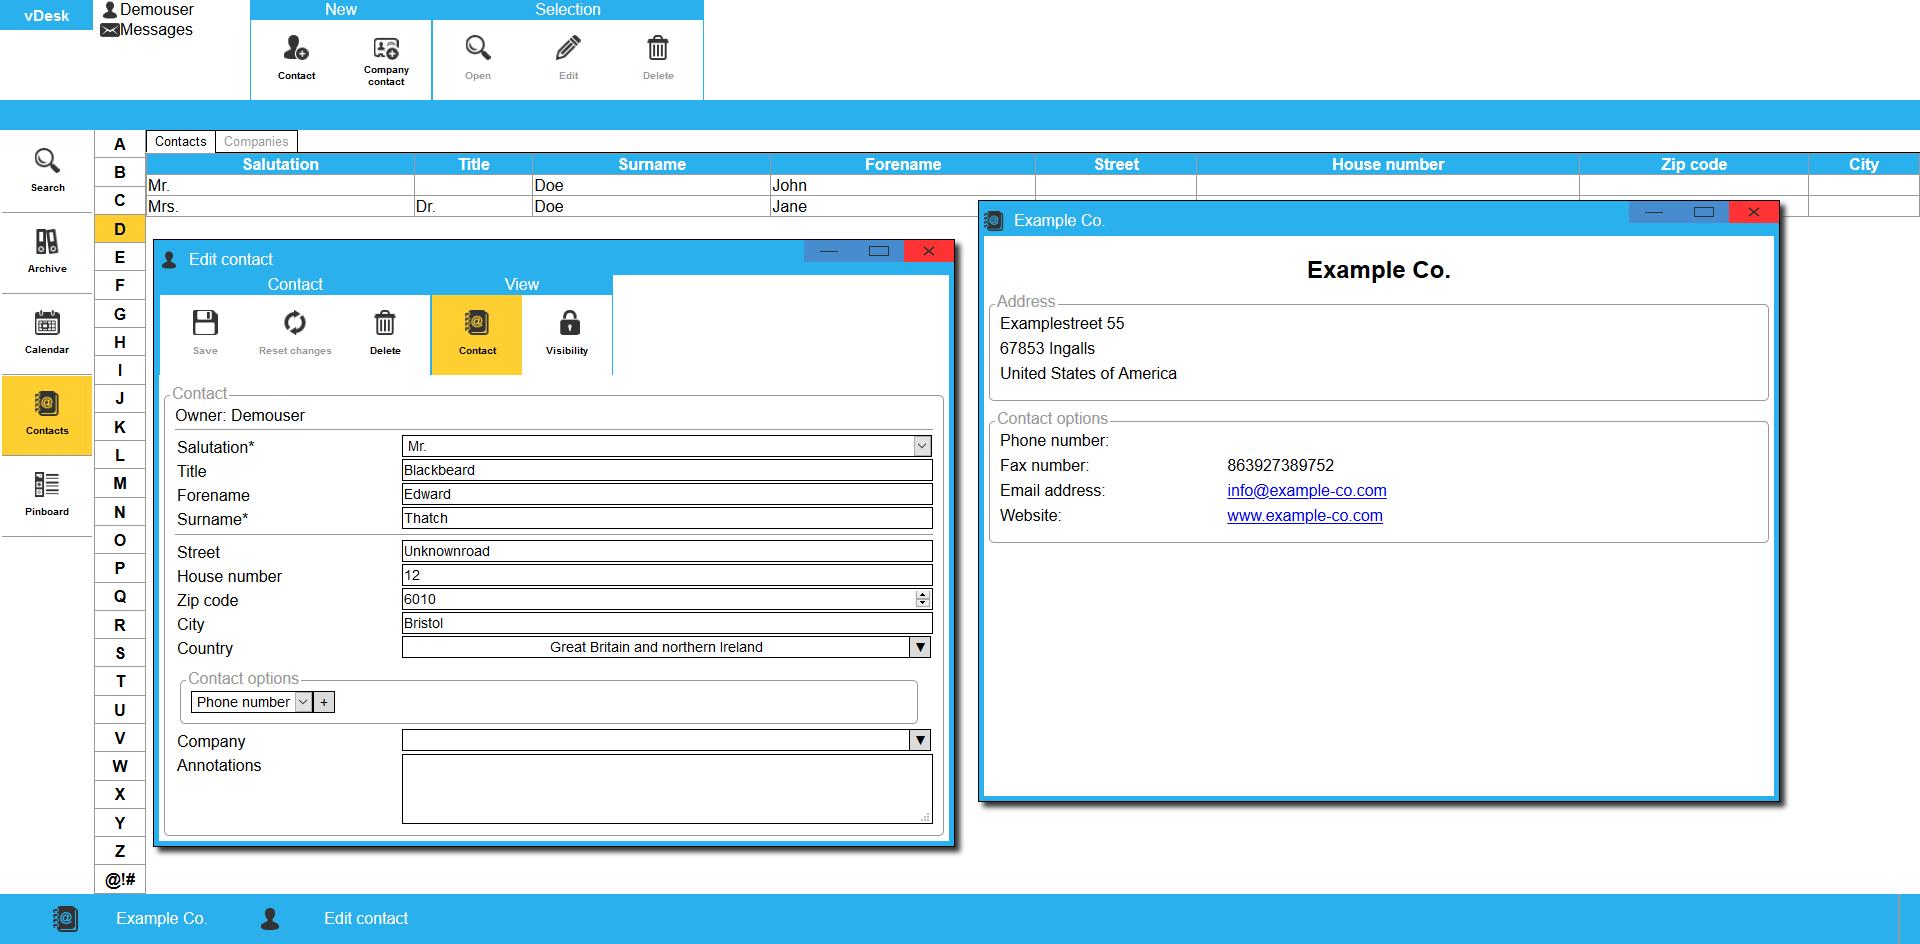 vDesk
Demouser
Messages
New
Selection
Contact
Company
contact
Open
Edit
Delete
Search
Archive
Calendar
Contacts
Pinboard
A
B
C
D
E
F
G
H
I
J
K
L
M
N
O
P
Q
R
S
T
U
V
W
X
Y
Z
@!#
Contacts Companies
Salutation Title Surname Forename Street House number Zip code City
Mr. Doe John
Mrs. Dr. Doe Jane
Edit contact
Contact View
Save Reset changes Delete Contact Visibility
Contact
Owner: Demouser
Salutation* Mr.
Title Blackbeard
Forename Edward
Surname* Thatch
Street Unknownroad
House number 12
Zip code 6010
City Bristol
Country Great Britain and northern Ireland
Contact options
Phone number +
Company
Annotations
Example Co.
Example Co.
Address
Examplestreet 55
67853 Ingalls
United States of America
Contact options
Phone number:
Fax number: 863927389752
Email address: info@example-co.com
Website: www.example-co.com
Example Co. Edit contact